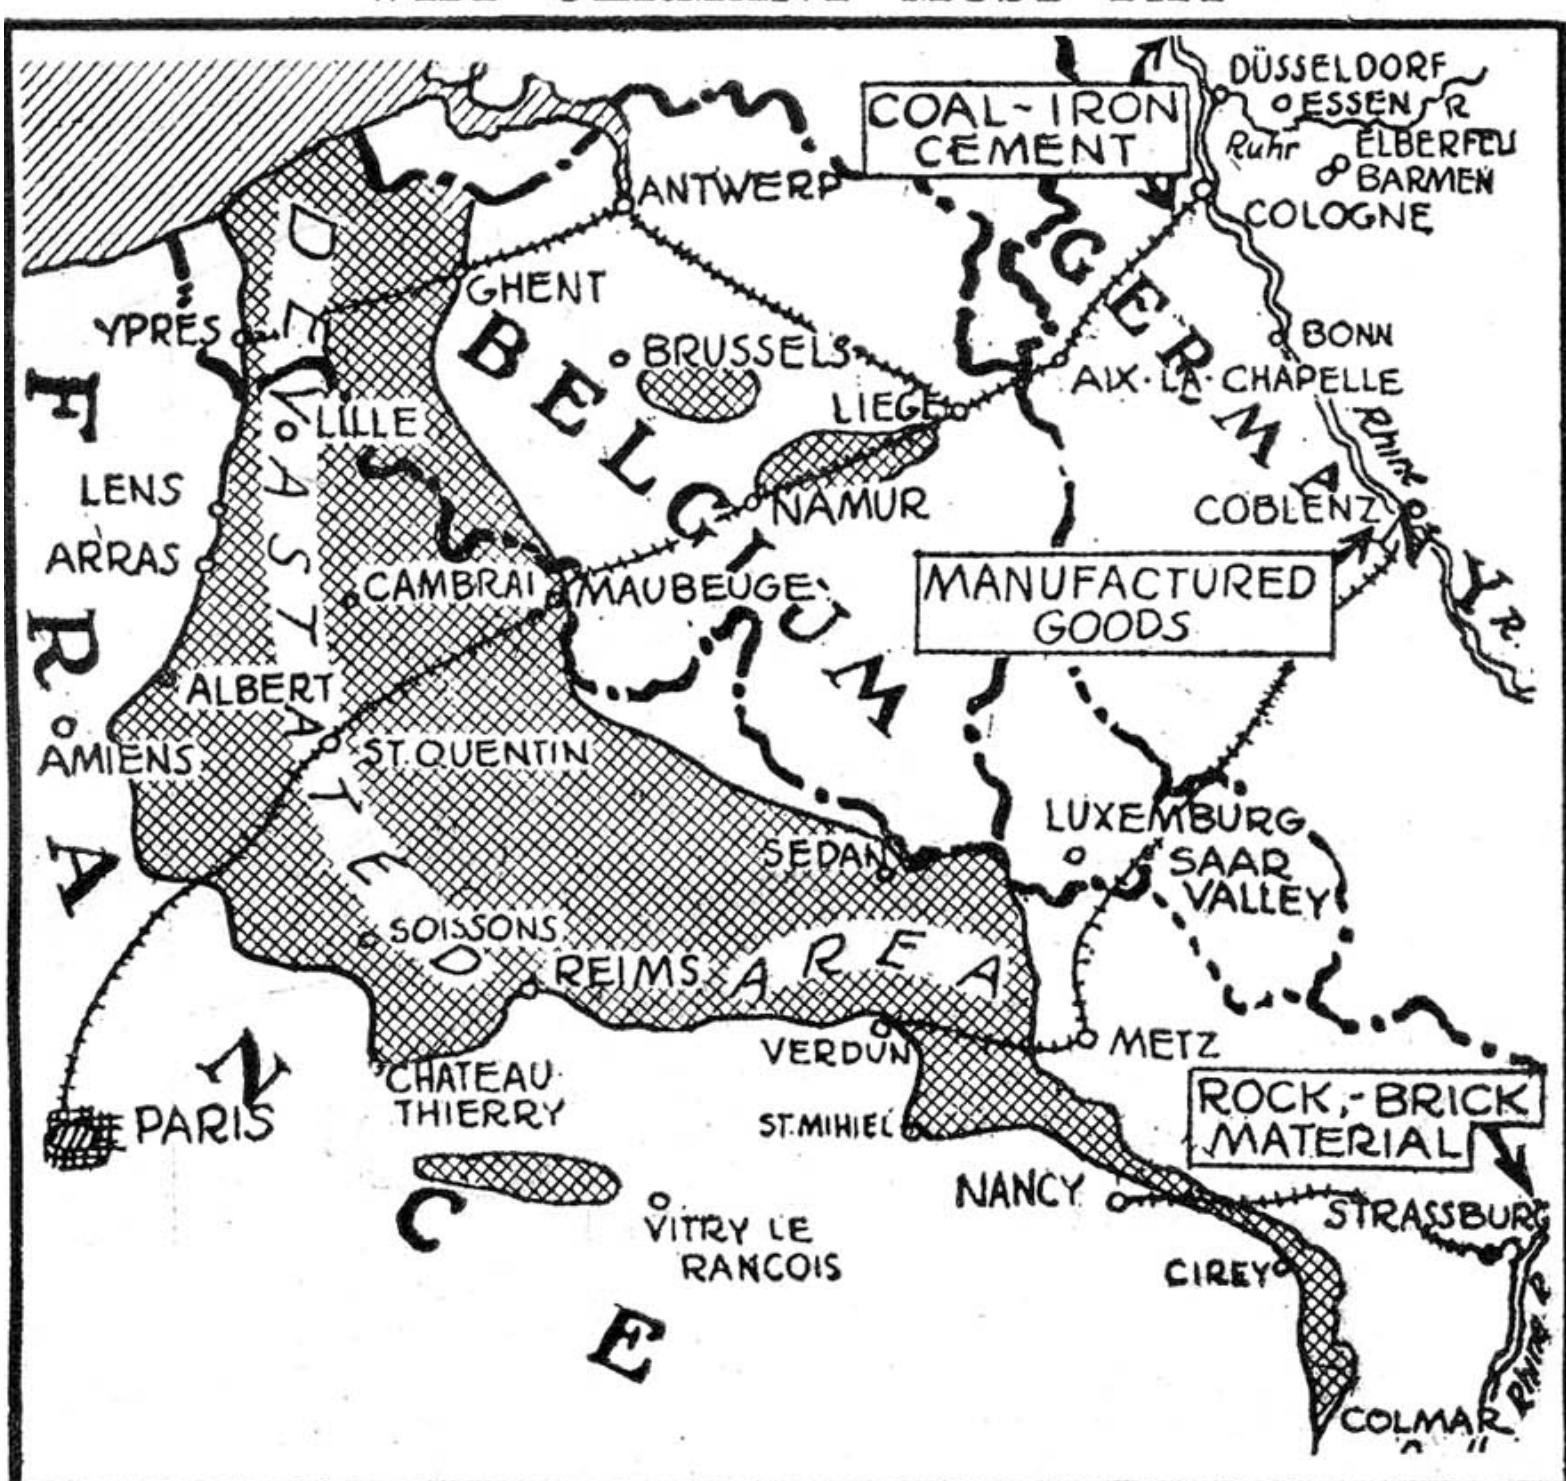 DÜSSELDORF
ESSEN R
COAL~IRON
CEMENT
Ruhr
ELBERFELD
BARMEN
ANTWERP
COLOGNE
GHENT
YPRES
BRUSSELS
BONN
AIX·LA·CHAPELLE
LIEGE
LILLE
Rhine
LENS
NAMUR
COBLENZ
ARRAS
CAMBRAI
MAUBEUGE
MANUFACTURED
GOODS
ALBERT
AMIENS
ST. QUENTIN
LUXEMBURG
SEDAN
SAAR
VALLEY
SOISSONS
REIMS
VERDUN
METZ
CHATEAU
THIERRY
PARIS
ST. MIHIEL
ROCK,-BRICK
MATERIAL
NANCY
STRASSBURG
VITRY LE
RANCOIS
CIREY
Rhine R
COLMAR
FRANCE
BELGIUM
GERMANY
R.
DEVASTATED AREA